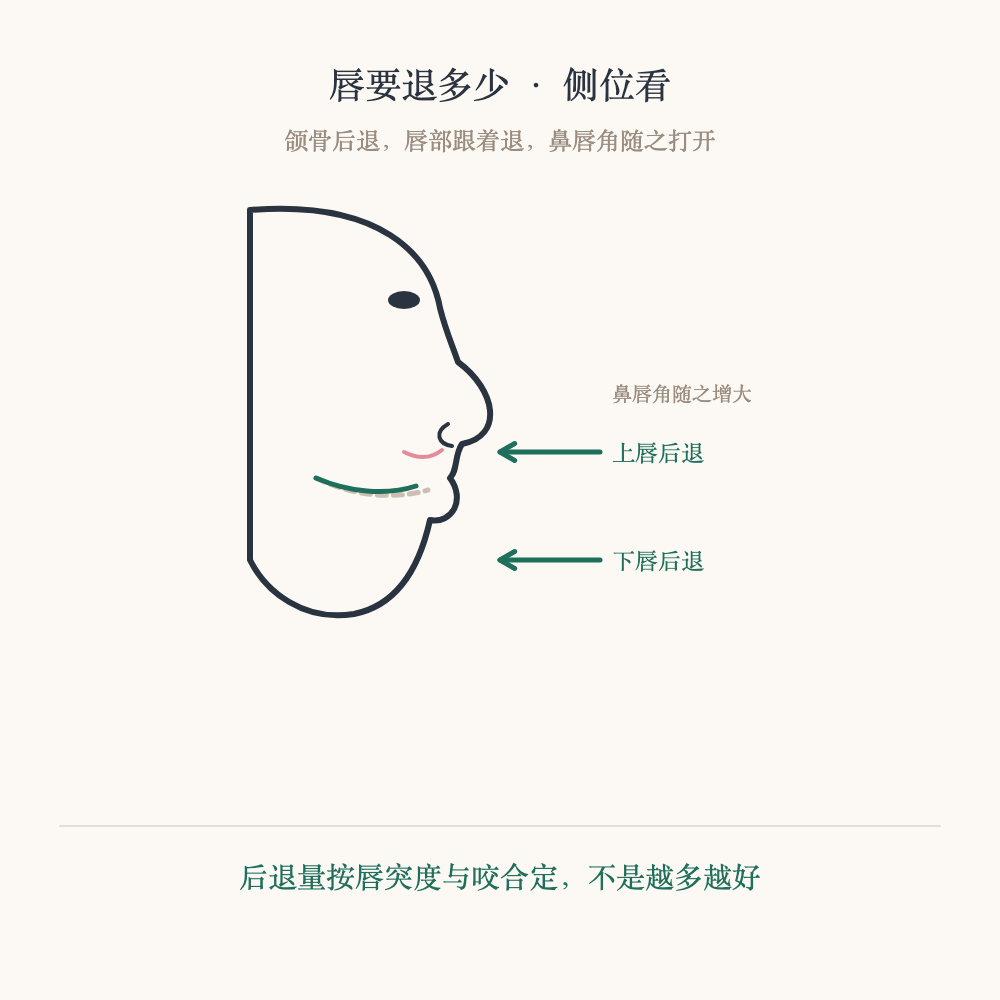 唇要退多少 · 侧位看
颌骨后退，唇部跟着退，鼻唇角随之打开
鼻唇角随之增大
上唇后退
下唇后退
后退量按唇突度与咬合定，不是越多越好